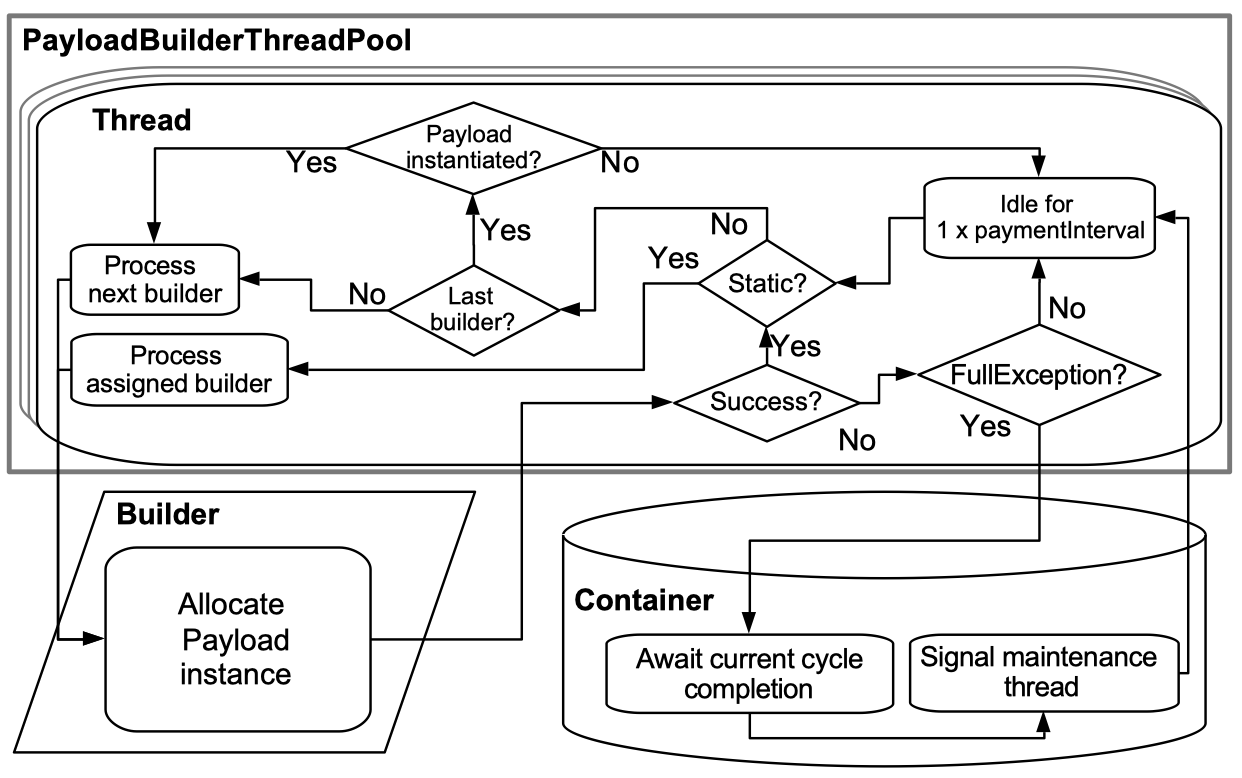 PayloadBuilderThreadPool
Thread
Payload
instantiated?
Yes
No
Idle for
1 x paymentInterval
Yes
No
Process
next builder
No
Last
builder?
Yes
Static?
No
Process
assigned builder
Yes
Success?
FullException?
No
Yes
Builder
Allocate
Payload
instance
Container
Await current cycle
completion
Signal maintenance
thread